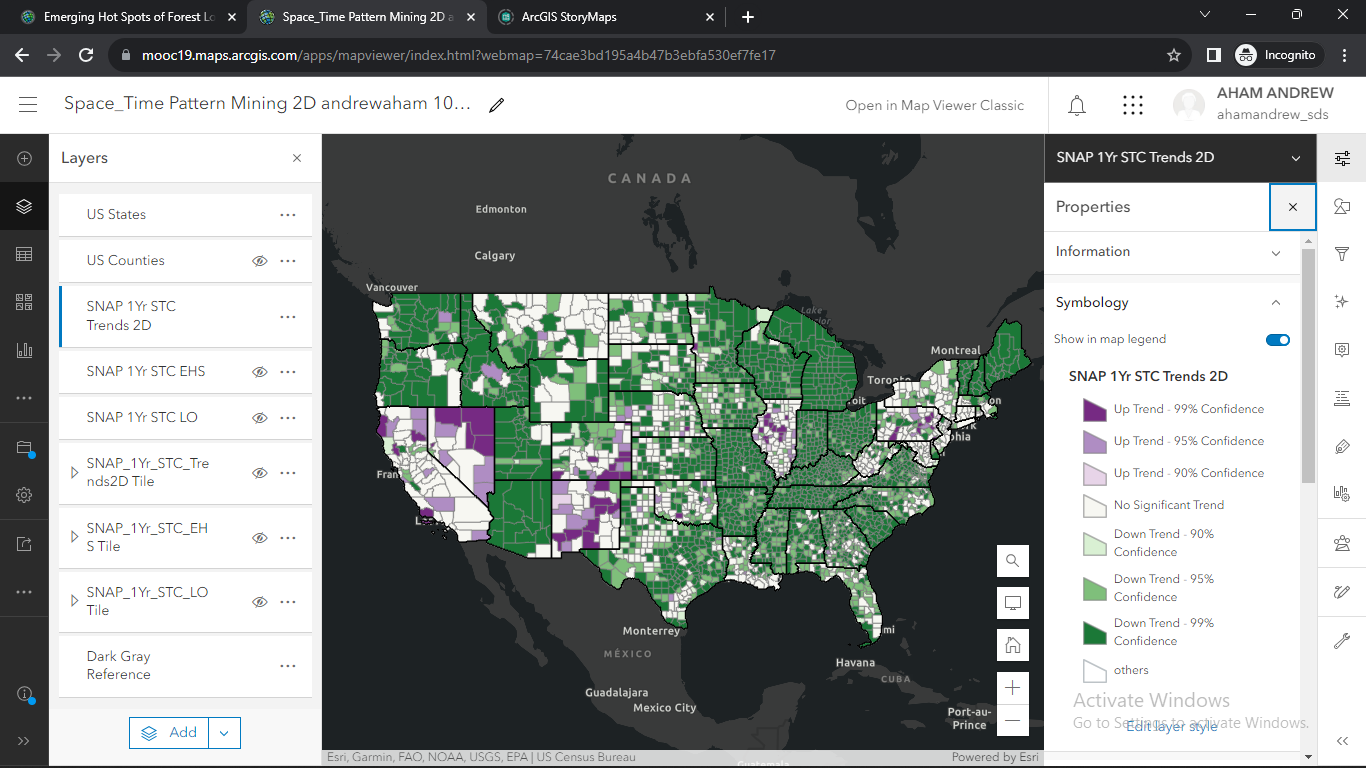 Emerging Hot Spots of Forest Lo
Space_Time Pattern Mining 2D a
ArcGIS StoryMaps
mooc19.maps.arcgis.com/apps/mapviewer/index.html?webmap=74cae3bd195a4b47b3ebfa530ef7fe17
Incognito
Space_Time Pattern Mining 2D andrewaham 10...
Open in Map Viewer Classic
AHAM ANDREW
ahamandrew_sds
Layers
US States
US Counties
SNAP 1Yr STC
Trends 2D
SNAP 1Yr STC EHS
SNAP 1Yr STC LO
SNAP_1Yr_STC_Tre
nds2D Tile
SNAP_1Yr_STC_EH
S Tile
SNAP_1Yr_STC_LO
Tile
Dark Gray
Reference
Add
CANADA
Edmonton
Calgary
Vancouver
Lake
Montreal
Toronto
Monterrey
MÉXICO
Havana
CUBA
Guadalajara
Mexico City
Port-au-
Prince
Guatemala
Esri, Garmin, FAO, NOAA, USGS, EPA | US Census Bureau
Powered by Esri
SNAP 1Yr STC Trends 2D
Properties
Information
Symbology
Show in map legend
SNAP 1Yr STC Trends 2D
Up Trend - 99% Confidence
Up Trend - 95% Confidence
Up Trend - 90% Confidence
No Significant Trend
Down Trend - 90%
Confidence
Down Trend - 95%
Confidence
Down Trend - 99%
Confidence
others
Activate Windows
Go to Settings to activate Windows.
Edit layer style